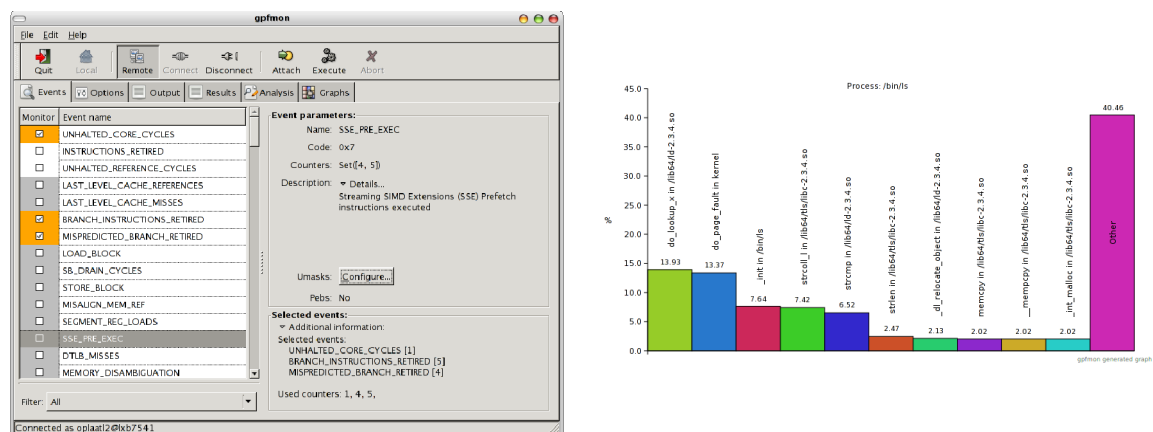 gpfmon
File Edit Help
Quit Local Remote Connect Disconnect Attach Execute Abort
Events Options Output Results Analysis Graphs
Monitor Event name
UNHALTED_CORE_CYCLES
INSTRUCTIONS_RETIRED
UNHALTED_REFERENCE_CYCLES
LAST_LEVEL_CACHE_REFERENCES
LAST_LEVEL_CACHE_MISSES
BRANCH_INSTRUCTIONS_RETIRED
MISPREDICTED_BRANCH_RETIRED
LOAD_BLOCK
SB_DRAIN_CYCLES
STORE_BLOCK
MISALIGN_MEM_REF
SEGMENT_REG_LOADS
SSE_PRE_EXEC
DTLB_MISSES
MEMORY_DISAMBIGUATION
Filter: All
Event parameters:
Name: SSE_PRE_EXEC
Code: 0x7
Counters: Set([4, 5])
Description: Details...
Streaming SIMD Extensions (SSE) Prefetch
instructions executed
Umasks: Configure...
Pebs: No
Selected events:
Additional information:
Selected events:
UNHALTED_CORE_CYCLES [1]
BRANCH_INSTRUCTIONS_RETIRED [5]
MISPREDICTED_BRANCH_RETIRED [4]
Used counters: 1, 4, 5,
Connected as oplaatl2@lxb7541
Process: /bin/ls
%
45.0
40.0
35.0
30.0
25.0
20.0
15.0
10.0
5.0
0.0
13.93
do_lookup_x in /lib64/ld-2.3.4.so
13.37
do_page_fault in kernel
7.64
_init in /bin/ls
7.42
strcoll_l in /lib64/tls/libc-2.3.4.so
6.52
strcmp in /lib64/ld-2.3.4.so
2.47
strlen in /lib64/tls/libc-2.3.4.so
2.13
_dl_relocate_object in /lib64/ld-2.3.4.so
2.02
memcpy in /lib64/tls/libc-2.3.4.so
2.02
__mempcpy in /lib64/tls/libc-2.3.4.so
2.02
_int_malloc in /lib64/tls/libc-2.3.4.so
40.46
Other
gpfmon generated graph